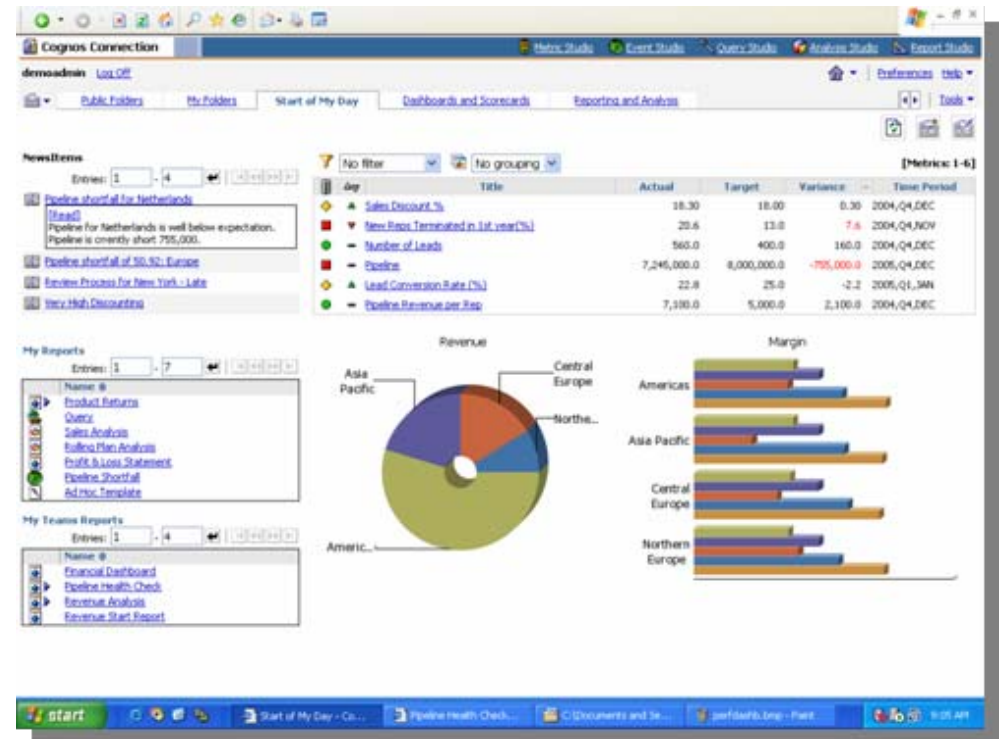 Cognos Connection
Metric Studio Event Studio Query Studio Analysis Studio Report Studio
demoadmin Log Off
Preferences Help
Public Folders My Folders Start of My Day Dashboards and Scorecards Reporting and Analysis
Tools
NewsItems
Entries: 1 - 4
Pipeline shortfall for Netherlands
[Read]
Pipeline for Netherlands is well below expectation.
Pipeline is crrently short 755,000.
Pipeline shortfall of 50.92: Europe
Review Process for New York - Late
Very High Discounting
No filter No grouping [Metrics: 1-6]
Title Actual Target Variance Time Period
Sales Discount % 18.30 18.00 0.30 2004,Q4,DEC
New Reps Terminated in 1st year(%) 20.6 13.0 7.6 2004,Q4,NOV
Number of Leads 560.0 400.0 160.0 2004,Q4,DEC
Pipeline 7,245,000.0 8,000,000.0 -755,000.0 2005,Q4,DEC
Lead Conversion Rate (%) 22.8 25.0 -2.2 2005,Q1,JAN
Pipeline Revenue per Rep 7,100.0 5,000.0 2,100.0 2004,Q4,DEC
My Reports
Entries: 1 - 7
Name
Product Returns
Query
Sales Analysis
Rolling Plan Analysis
Profit & Loss Statement
Pipeline Shortfall
Ad Hoc Template
My Teams Reports
Entries: 1 - 4
Name
Financial Dashboard
Pipeline Health Check
Revenue Analysis
Revenue Start Report
Revenue
Asia Pacific
Central Europe
Northe...
Americ...
Margin
Americas
Asia Pacific
Central Europe
Northern Europe
start Start of My Day - Co... Pipeline Health Check... C:\Documents and Se... perfdashb.bmp - Paint 9:05 AM